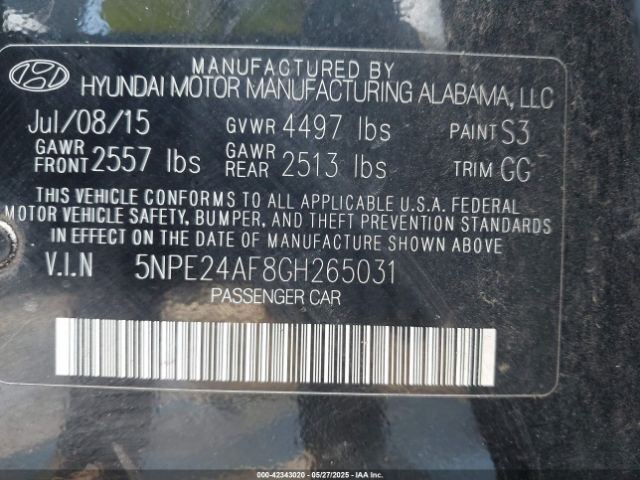 MANUFACTURED BY
HYUNDAI MOTOR MANUFACTURING ALABAMA, LLC
Jul/08/15 GVWR 4497 lbs PAINT S3
GAWR FRONT 2557 lbs GAWR REAR 2513 lbs TRIM GG
THIS VEHICLE CONFORMS TO ALL APPLICABLE U.S.A. FEDERAL
MOTOR VEHICLE SAFETY, BUMPER, AND THEFT PREVENTION STANDARDS
IN EFFECT ON THE DATE OF MANUFACTURE SHOWN ABOVE.
V.I.N 5NPE24AF8GH265031
PASSENGER CAR
000-42343020 - 05/27/2025 - IAAI.COM